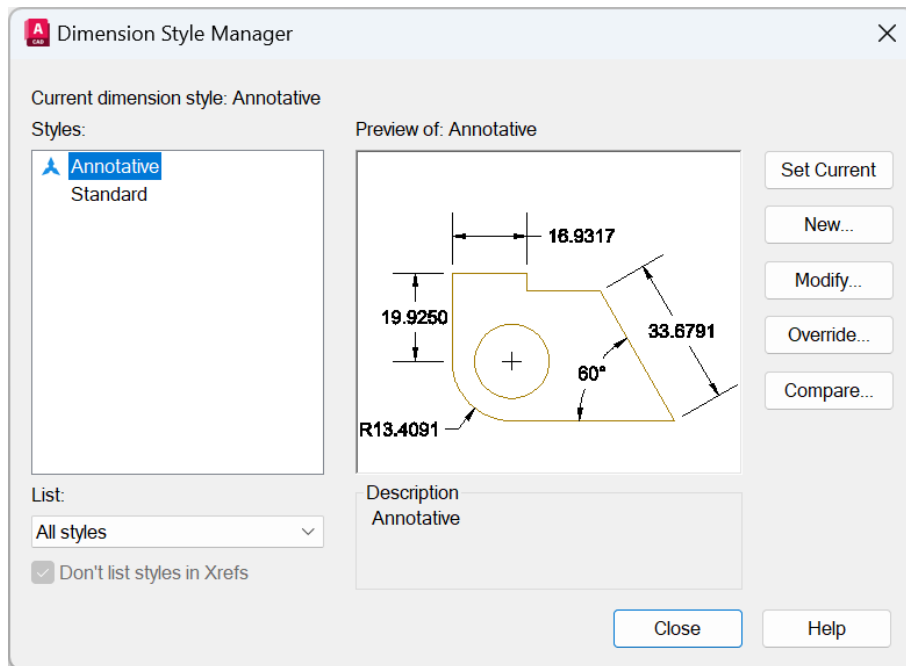 A
CAD
Dimension Style Manager
Current dimension style: Annotative
Styles:
Annotative
Standard
Preview of: Annotative
16.9317
19.9250
33.6791
60°
R13.4091
Set Current
New...
Modify...
Override...
Compare...
List:
All styles
Don't list styles in Xrefs
Description
Annotative
Close
Help